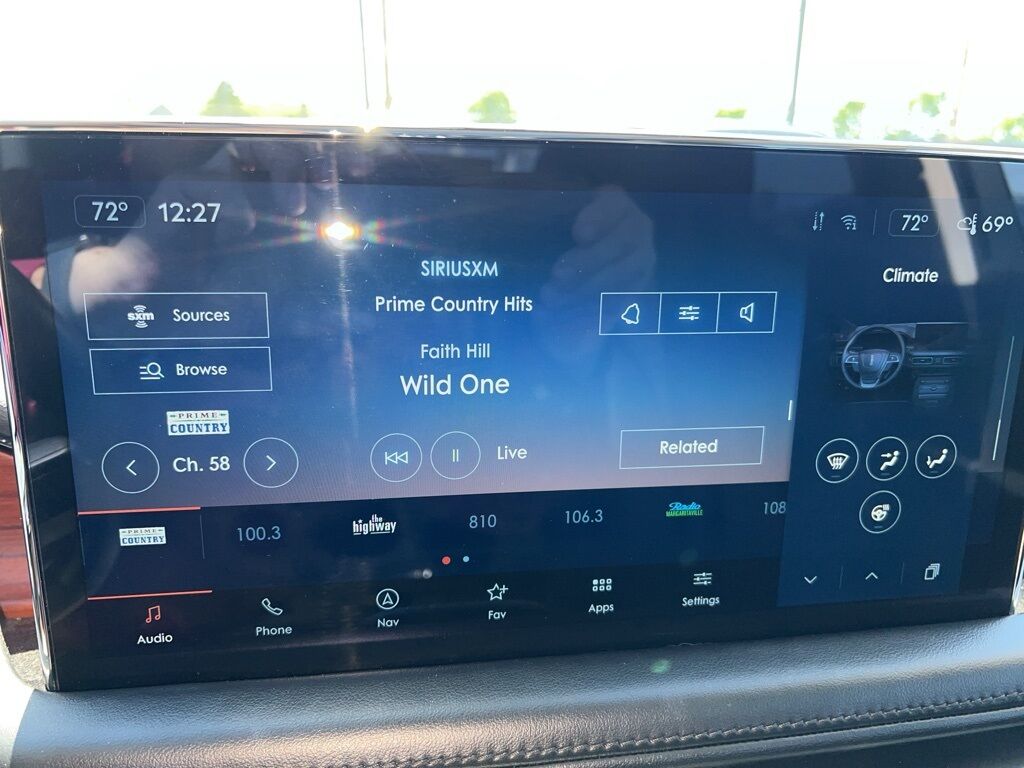 72°
12:27
72°
69°
SIRIUSXM
Prime Country Hits
Faith Hill
Wild One
sxm Sources
Browse
PRIME
COUNTRY
Ch. 58
Live
Related
Climate
PRIME
COUNTRY
100.3
the
highway
810
106.3
Radio
MARGARITAVILLE
108
Audio
Phone
Nav
Fav
Apps
Settings